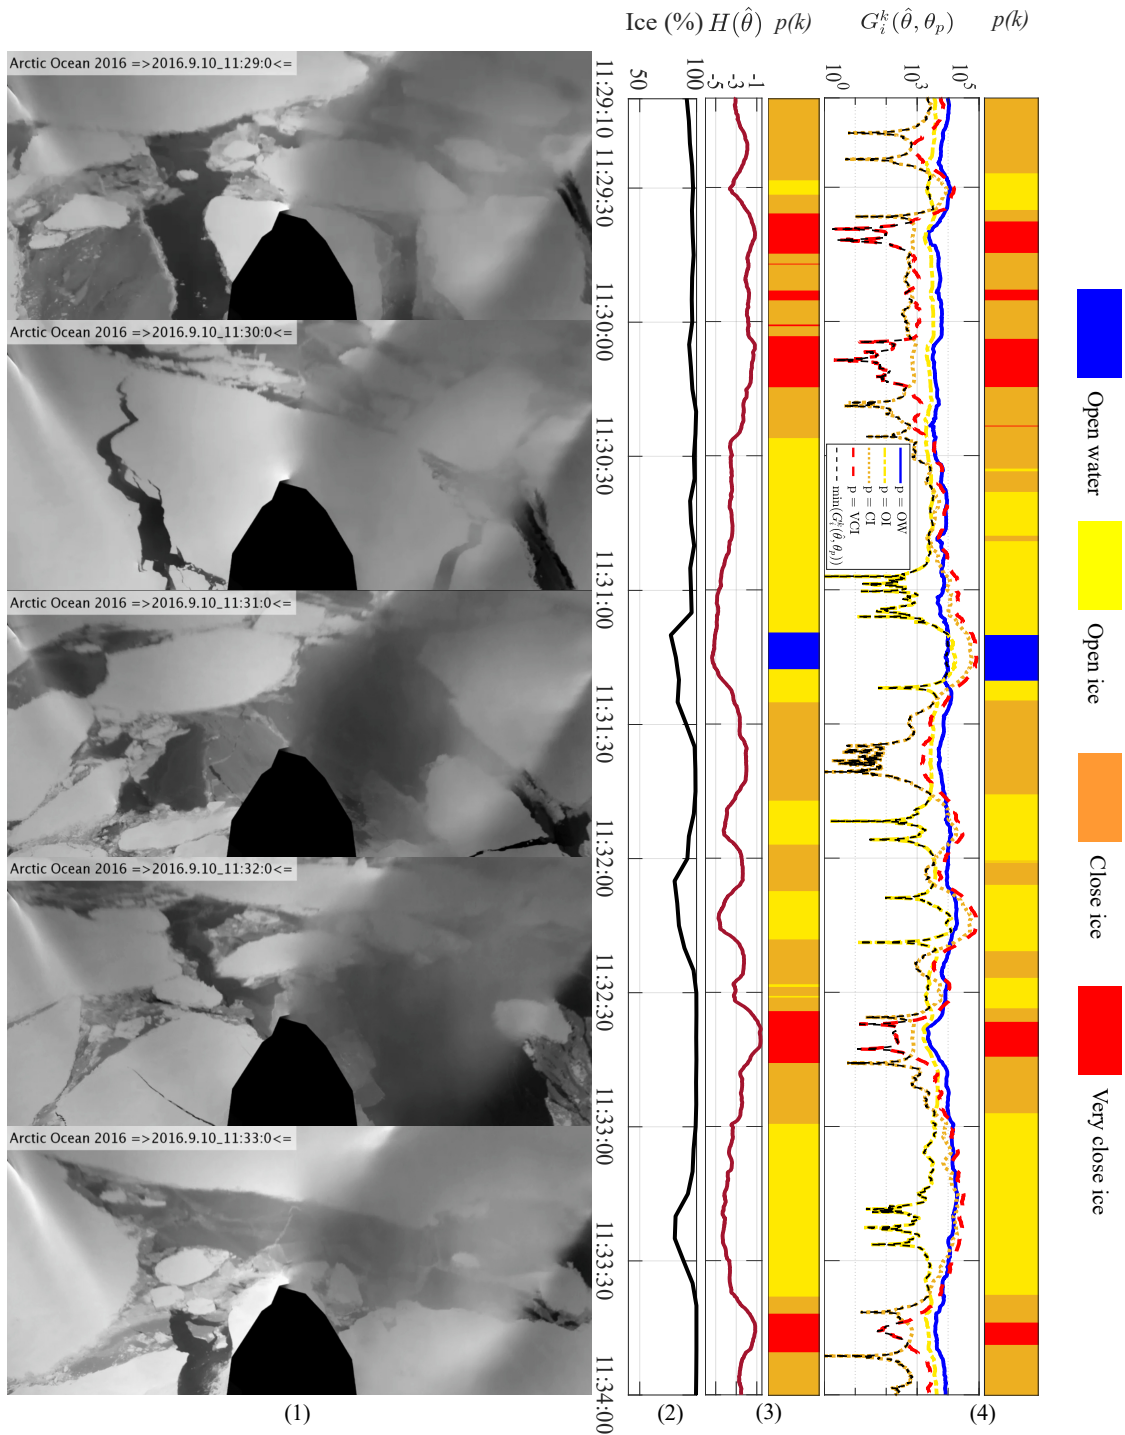 Ice (%)
H(θ̂)
p(k)
G_i^k(θ̂, θ_p)
p(k)
50
100
-5
-3
-1
10^0
10^3
10^5
Arctic Ocean 2016 =>2016.9.10_11:29:0<=
Arctic Ocean 2016 =>2016.9.10_11:30:0<=
Arctic Ocean 2016 =>2016.9.10_11:31:0<=
Arctic Ocean 2016 =>2016.9.10_11:32:0<=
Arctic Ocean 2016 =>2016.9.10_11:33:0<=
11:29:10
11:29:30
11:30:00
11:30:30
11:31:00
11:31:30
11:32:00
11:32:30
11:33:00
11:33:30
11:34:00
p = OW
p = OI
p = CI
p = VCI
min(G_i^k(θ̂, θ_p))
Open water
Open ice
Close ice
Very close ice
(1)
(2)
(3)
(4)